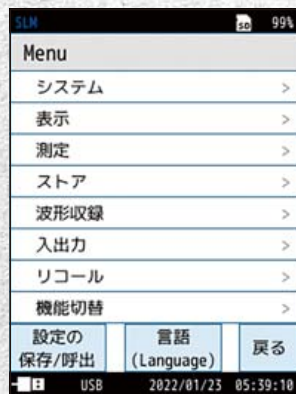 SLM SD 99%
Menu
システム >
表示 >
測定 >
ストア >
波形収録 >
入出力 >
リコール >
機能切替 >
設定の
保存/呼出
言語
(Language)
戻る
USB 2022/01/23 05:39:10